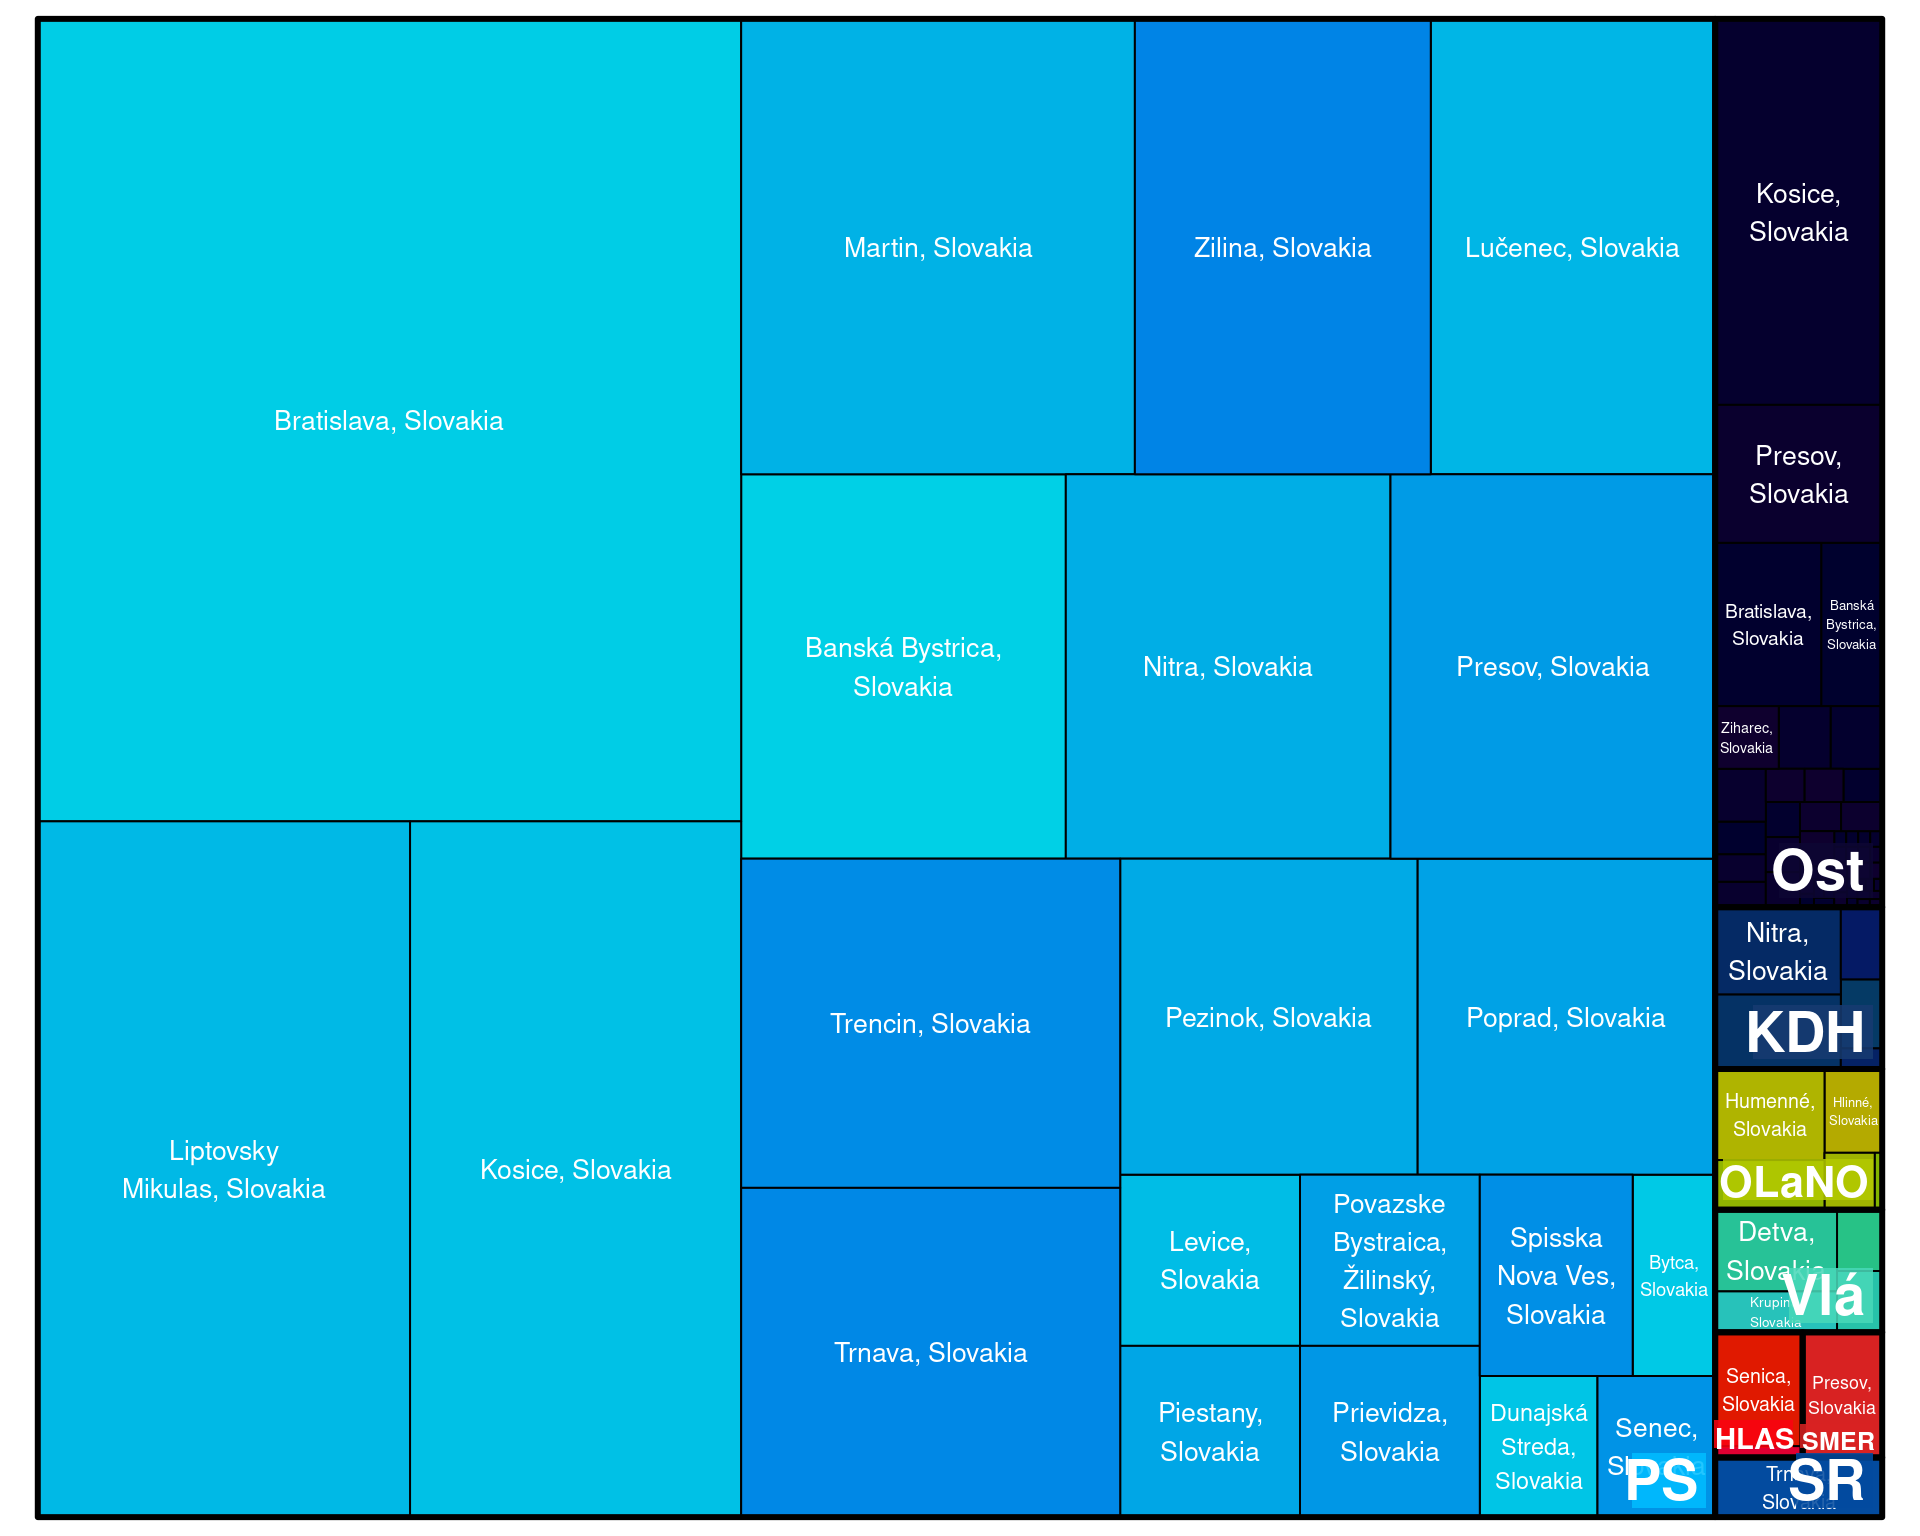 Bratislava, Slovakia
Liptovsky
Mikulas, Slovakia
Kosice, Slovakia
Martin, Slovakia
Zilina, Slovakia
Lučenec, Slovakia
Banská Bystrica,
Slovakia
Nitra, Slovakia
Presov, Slovakia
Trencin, Slovakia
Trnava, Slovakia
Pezinok, Slovakia
Poprad, Slovakia
Levice,
Slovakia
Povazske
Bystraica,
Žilinský,
Slovakia
Spisska
Nova Ves,
Slovakia
Bytca,
Slovakia
Piestany,
Slovakia
Prievidza,
Slovakia
Dunajská
Streda,
Slovakia
Senec,
PS
Kosice,
Slovakia
Presov,
Slovakia
Bratislava,
Slovakia
Banská
Bystrica,
Slovakia
Ziharec,
Slovakia
Ost
Nitra,
Slovakia
KDH
Humenné,
Slovakia
Hlinné,
Slovakia
OLaNO
Detva,
Slovakia
Vlá
Slovakia
Senica,
Slovakia
HLAS
Presov,
Slovakia
SMER
SR
Slovakia